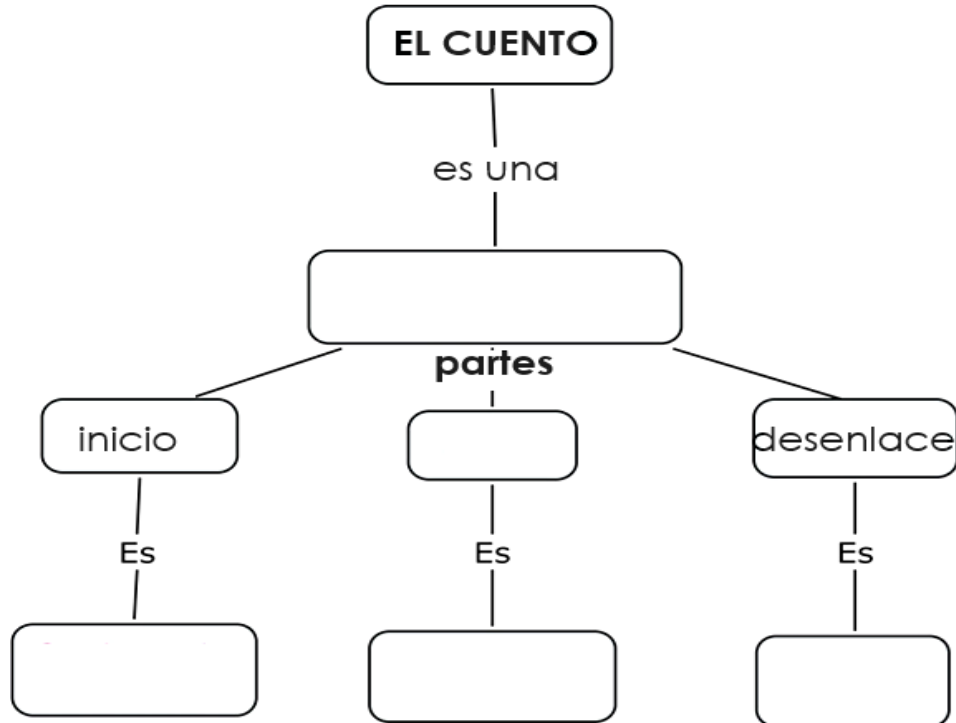 EL CUENTO
es una
partes
inicio
desenlace
Es
Es
Es